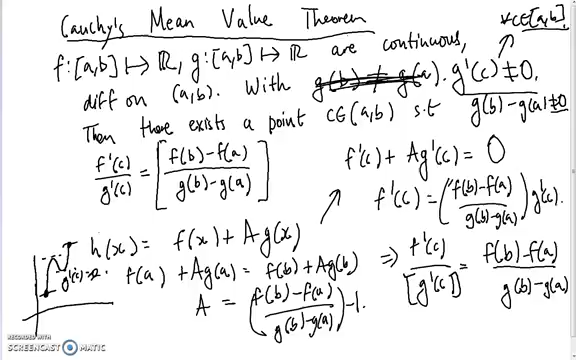 Cauchy's Mean Value Theorem
∀c∈[a,b].
f:[a,b] ↦ ℝ, g:[a,b] ↦ ℝ are continuous,
diff on (a,b). With g(b) ≠ g(a). g'(c) ≠ 0.
g(b)-g(a) ≠ 0
Then there exists a point c∈(a,b) s.t
f'(c)/g'(c) = [f(b)-f(a)/g(b)-g(a)]
h(x) = f(x) + Ag(x)
f(a) + Ag(a) = f(b) + Ag(b)
A = (f(b)-f(a)/g(b)-g(a)) -1.
f'(c) + Ag'(c) = 0
f'(c) = (f(b)-f(a)/g(b)-g(a)) g'(c).
⇒ f'(c)/[g'(c)] = f(b)-f(a)/g(b)-g(a)
RECORDED WITH
SCREENCAST MATIC